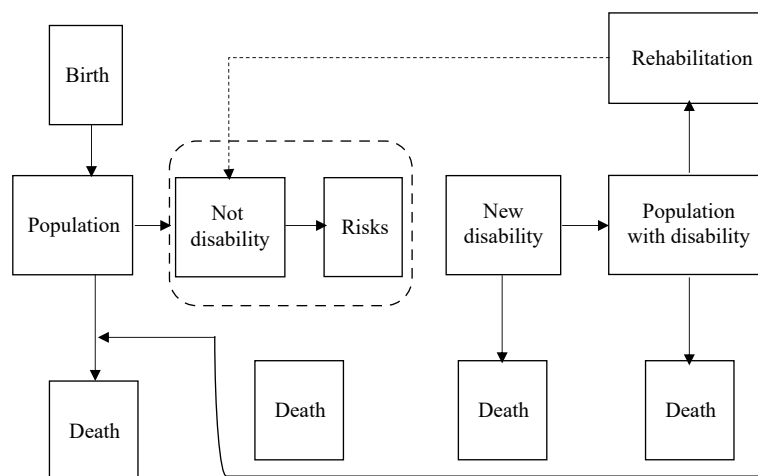 Birth
Rehabilitation
Population
Not
disability
Risks
New
disability
Population
with disability
Death
Death
Death
Death